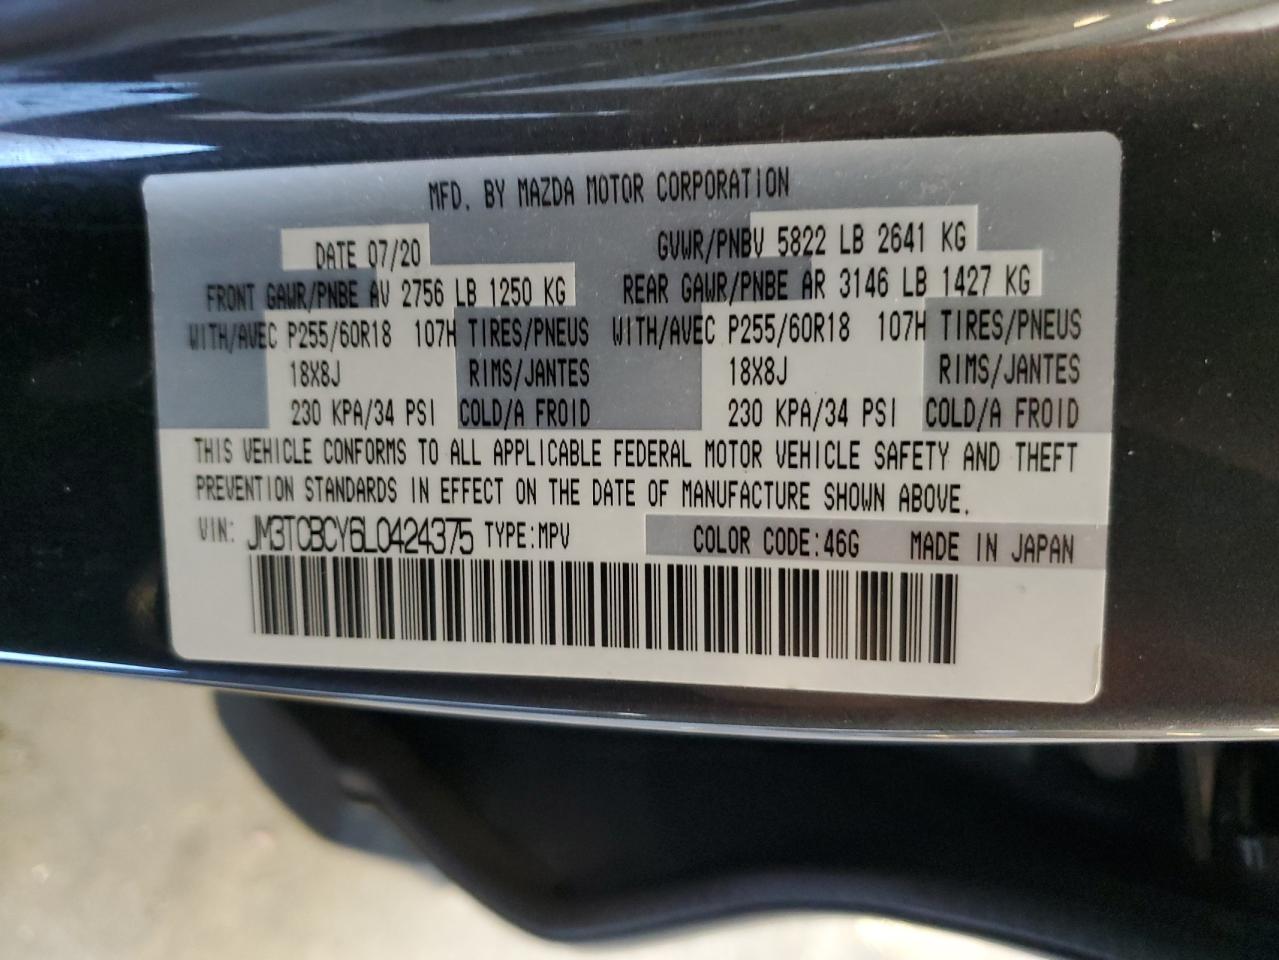 MFD. BY MAZDA MOTOR CORPORATION
DATE 07/20 GVWR/PNBV 5822 LB 2641 KG
FRONT GAWR/PNBE AV 2756 LB 1250 KG REAR GAWR/PNBE AR 3146 LB 1427 KG
WITH/AVEC P255/60R18 107H TIRES/PNEUS WITH/AVEC P255/60R18 107H TIRES/PNEUS
18X8J RIMS/JANTES 18X8J RIMS/JANTES
230 KPA/34 PSI COLD/A FROID 230 KPA/34 PSI COLD/A FROID
THIS VEHICLE CONFORMS TO ALL APPLICABLE FEDERAL MOTOR VEHICLE SAFETY AND THEFT
PREVENTION STANDARDS IN EFFECT ON THE DATE OF MANUFACTURE SHOWN ABOVE.
VIN: JM3TCBCY6L0424375 TYPE:MPV COLOR CODE:46G MADE IN JAPAN